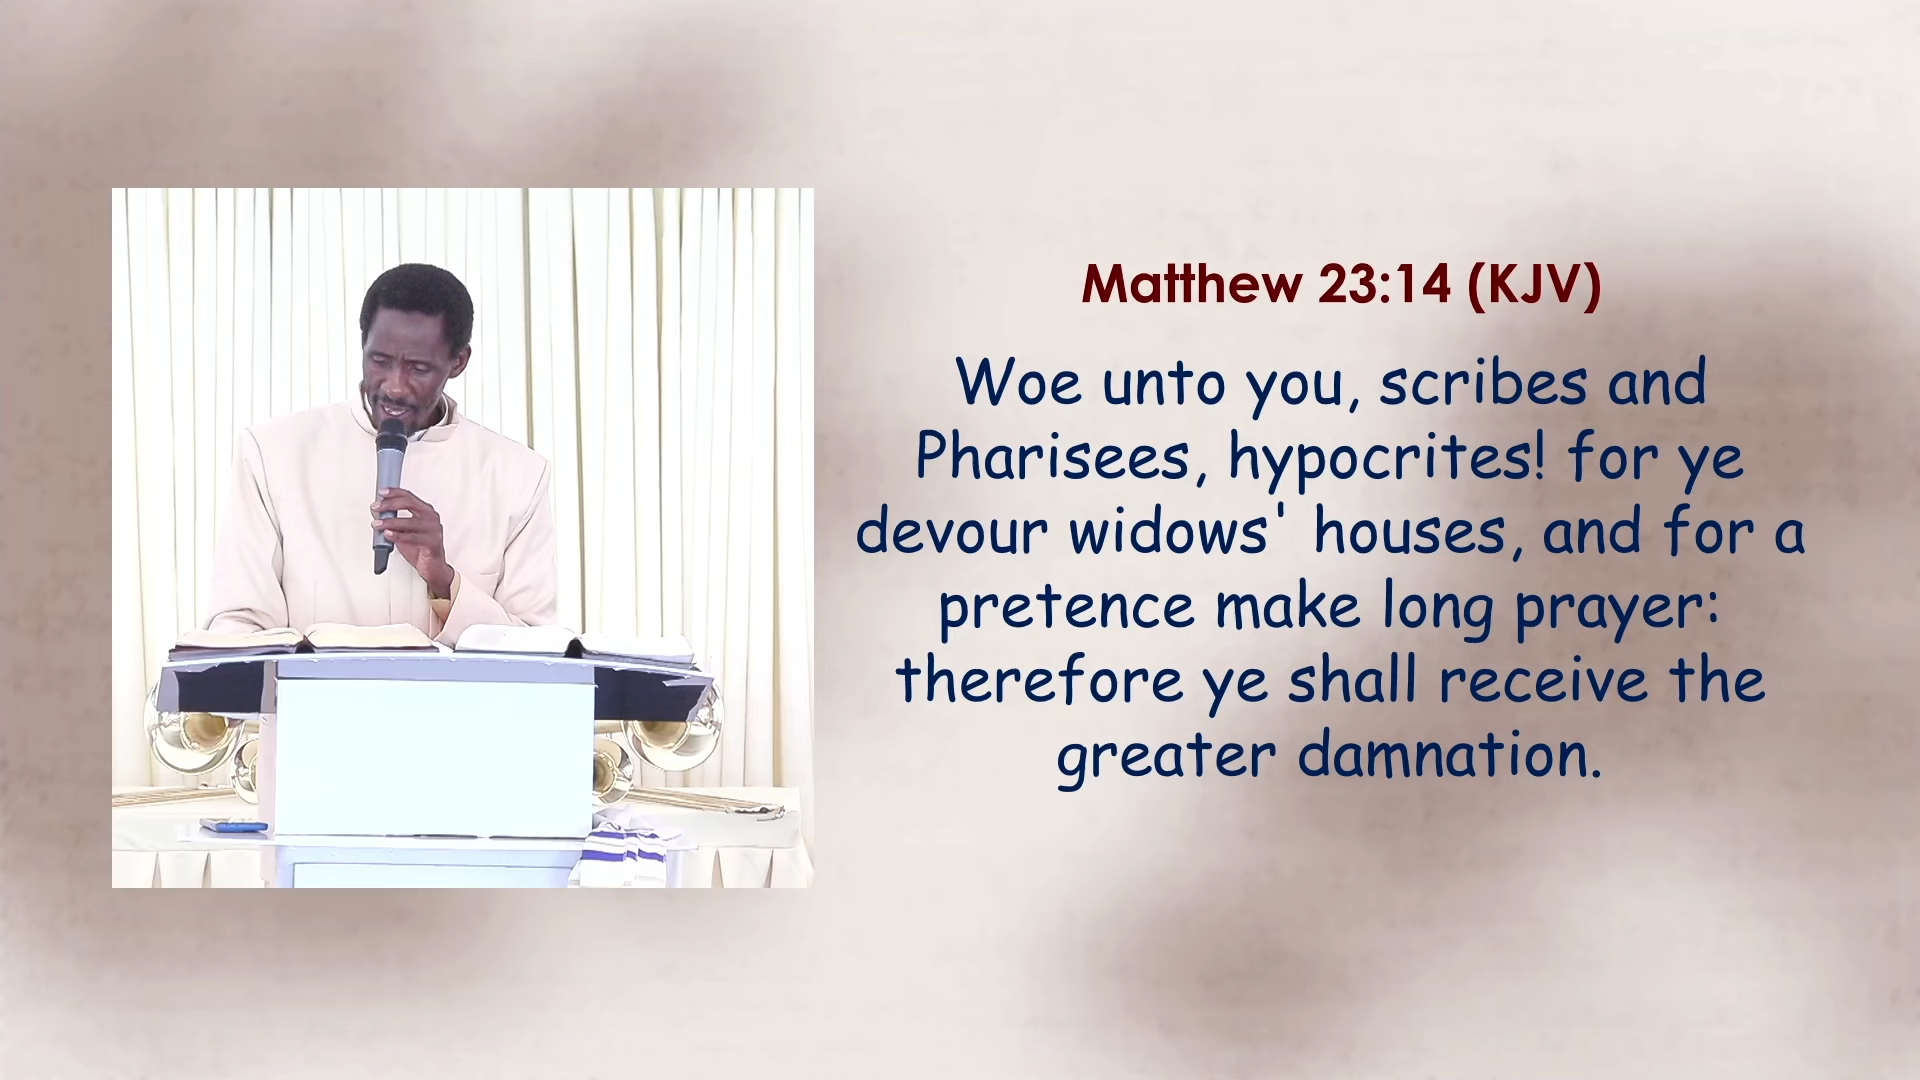 Matthew 23:14 (KJV)
Woe unto you, scribes and
Pharisees, hypocrites! for ye
devour widows' houses, and for a
pretence make long prayer:
therefore ye shall receive the
greater damnation.